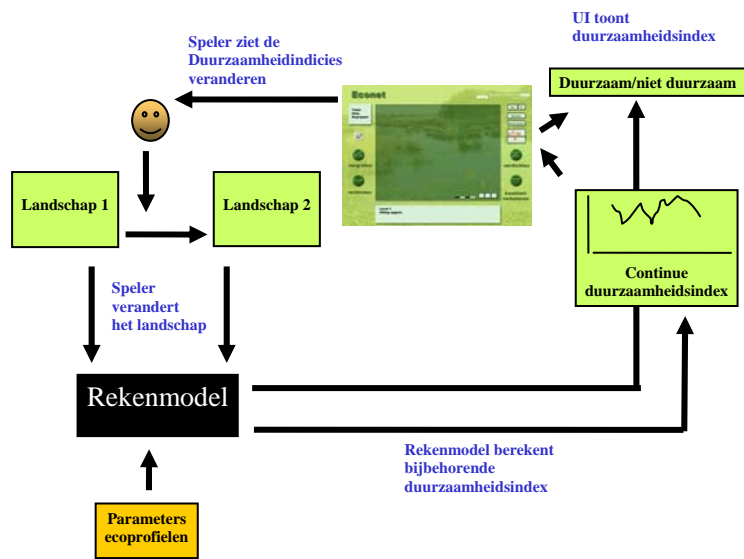 UI toont
duurzaamheidsindex
Speler ziet de
Duurzaamheidindicies
veranderen
Duurzaam/niet duurzaam
Econet
Landschap 1
Landschap 2
Continue
duurzaamheidsindex
Speler
verandert
het landschap
Rekenmodel
Rekenmodel berekent
bijbehorende
duurzaamheidsindex
Parameters
ecoprofielen